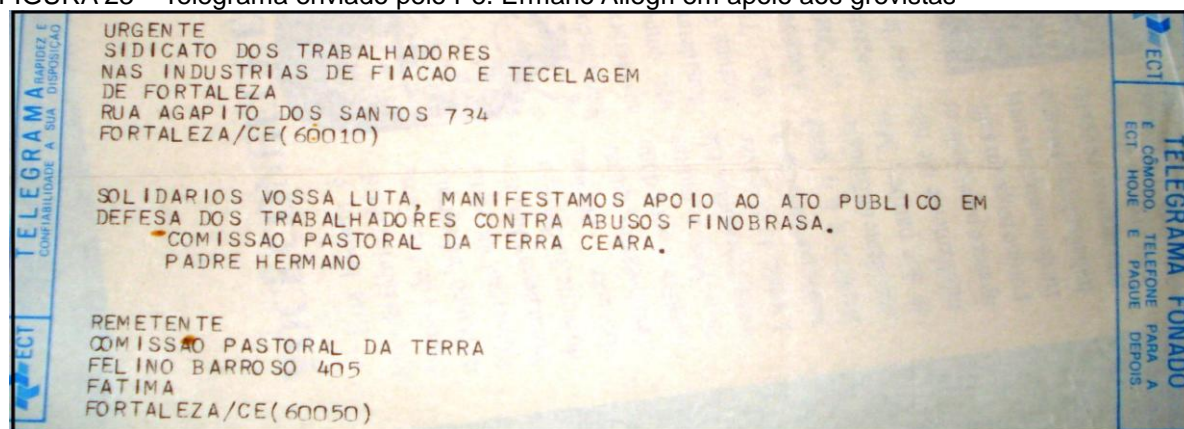 FIGURA 28 – Telegrama enviado pelo Pe. Ermano Allegri em apoio aos grevistas
URGENTE
SIDICATO DOS TRABALHADORES
NAS INDUSTRIAS DE FIACAO E TECELAGEM
DE FORTALEZA
RUA AGAPITO DOS SANTOS 734
FORTALEZA/CE(60010)
SOLIDARIOS VOSSA LUTA, MANIFESTAMOS APOIO AO ATO PUBLICO EM
DEFESA DOS TRABALHADORES CONTRA ABUSOS FINOBRASA.
COMISSAO PASTORAL DA TERRA CEARA.
PADRE HERMANO
REMETENTE
COMISSAO PASTORAL DA TERRA
FELINO BARROSO 405
FATIMA
FORTALEZA/CE(60050)
TELEGRAMA
RAPIDEZ E
CONFIABILIDADE A SUA DISPOSIÇÃO
ECT
ECT
TELEGRAMA FONADO
É CÔMODO. TELEFONE PARA A
ECT HOJE E PAGUE DEPOIS.